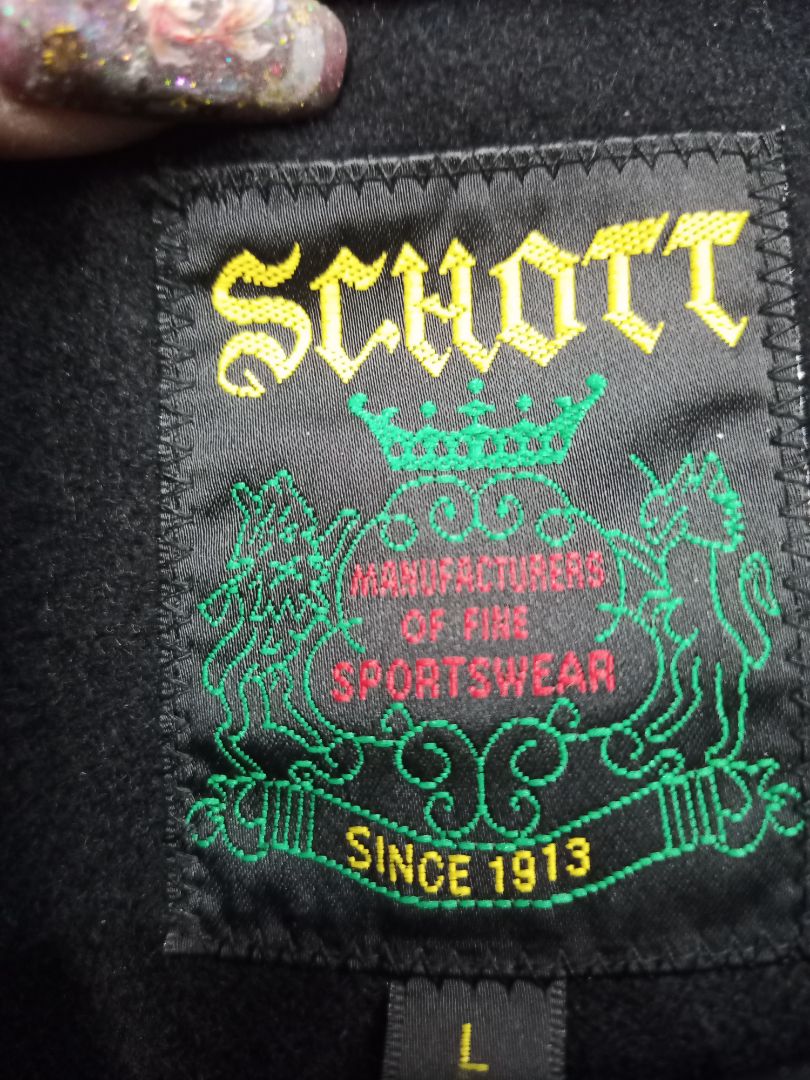 SCHOTT
MANUFACTURERS
OF FINE
SPORTSWEAR
SINCE 1913
L